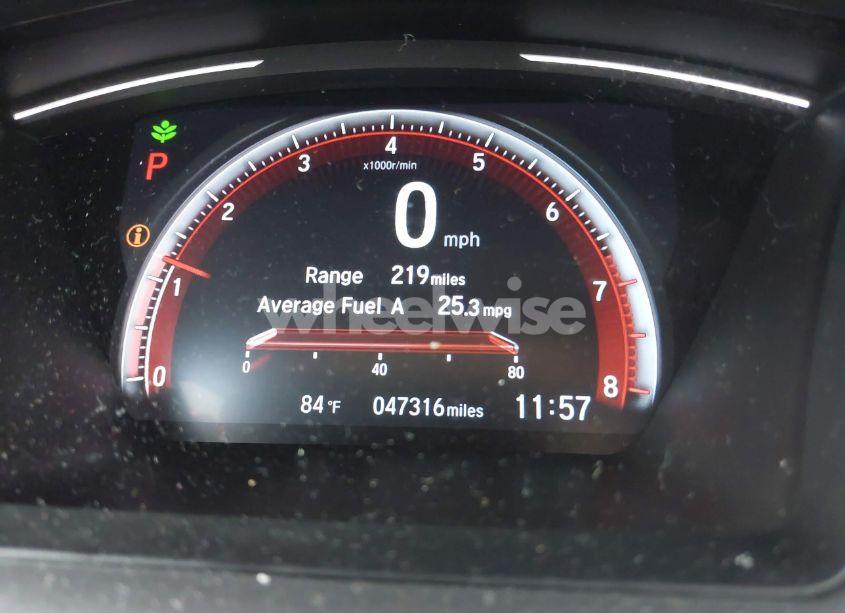 4
3 5
x1000r/min
P
2 0 mph 6
i
Range 219 miles
1 7
Average Fuel A 25.3 mpg
wheelwise
0 40 80
0 8
84°F 047316 miles 11:57